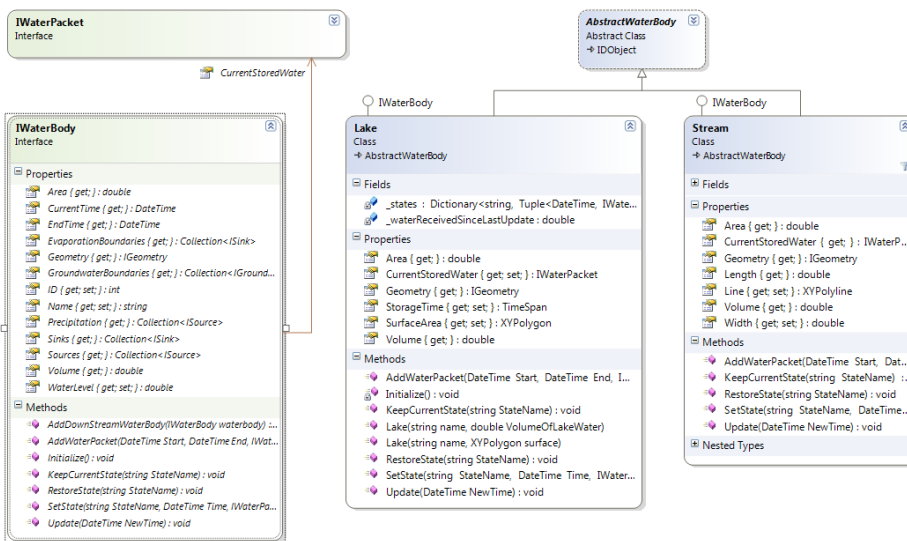 IWaterPacket
Interface
CurrentStoredWater
AbstractWaterBody
Abstract Class
→ IDObject
IWaterBody
Interface
Properties
Area { get; } : double
CurrentTime { get; } : DateTime
EndTime { get; } : DateTime
EvaporationBoundaries { get; } : Collection<ISink>
Geometry { get; } : IGeometry
GroundwaterBoundaries { get; } : Collection<IGround...
ID { get; set; } : int
Name { get; set; } : string
Precipitation { get; } : Collection<ISource>
Sinks { get; } : Collection<ISink>
Sources { get; } : Collection<ISource>
Volume { get; } : double
WaterLevel { get; set; } : double
Methods
AddDownStreamWaterBody(IWaterBody waterbody) :...
AddWaterPacket(DateTime Start, DateTime End, IWat...
Initialize() : void
KeepCurrentState(string StateName) : void
RestoreState(string StateName) : void
SetState(string StateName, DateTime Time, IWaterPa...
Update(DateTime NewTime) : void
IWaterBody
Lake
Class
→ AbstractWaterBody
Fields
_states : Dictionary<string, Tuple<DateTime, IWate...
_waterReceivedSinceLastUpdate : double
Properties
Area { get; } : double
CurrentStoredWater { get; set; } : IWaterPacket
Geometry { get; } : IGeometry
StorageTime { get; set; } : TimeSpan
SurfaceArea { get; set; } : XYPolygon
Volume { get; } : double
Methods
AddWaterPacket(DateTime Start, DateTime End, I...
Initialize() : void
KeepCurrentState(string StateName) : void
Lake(string name, double VolumeOfLakeWater)
Lake(string name, XYPolygon surface)
RestoreState(string StateName) : void
SetState(string StateName, DateTime Time, IWater...
Update(DateTime NewTime) : void
IWaterBody
Stream
Class
→ AbstractWaterBody
Fields
Properties
Area { get; } : double
CurrentStoredWater { get; } : IWaterP...
Geometry { get; } : IGeometry
Length { get; } : double
Line { get; set; } : XYPolyline
Volume { get; } : double
Width { get; set; } : double
Methods
AddWaterPacket(DateTime Start, Dat...
KeepCurrentState(string StateName) :...
RestoreState(string StateName) : void
SetState(string StateName, DateTime...
Update(DateTime NewTime) : void
Nested Types